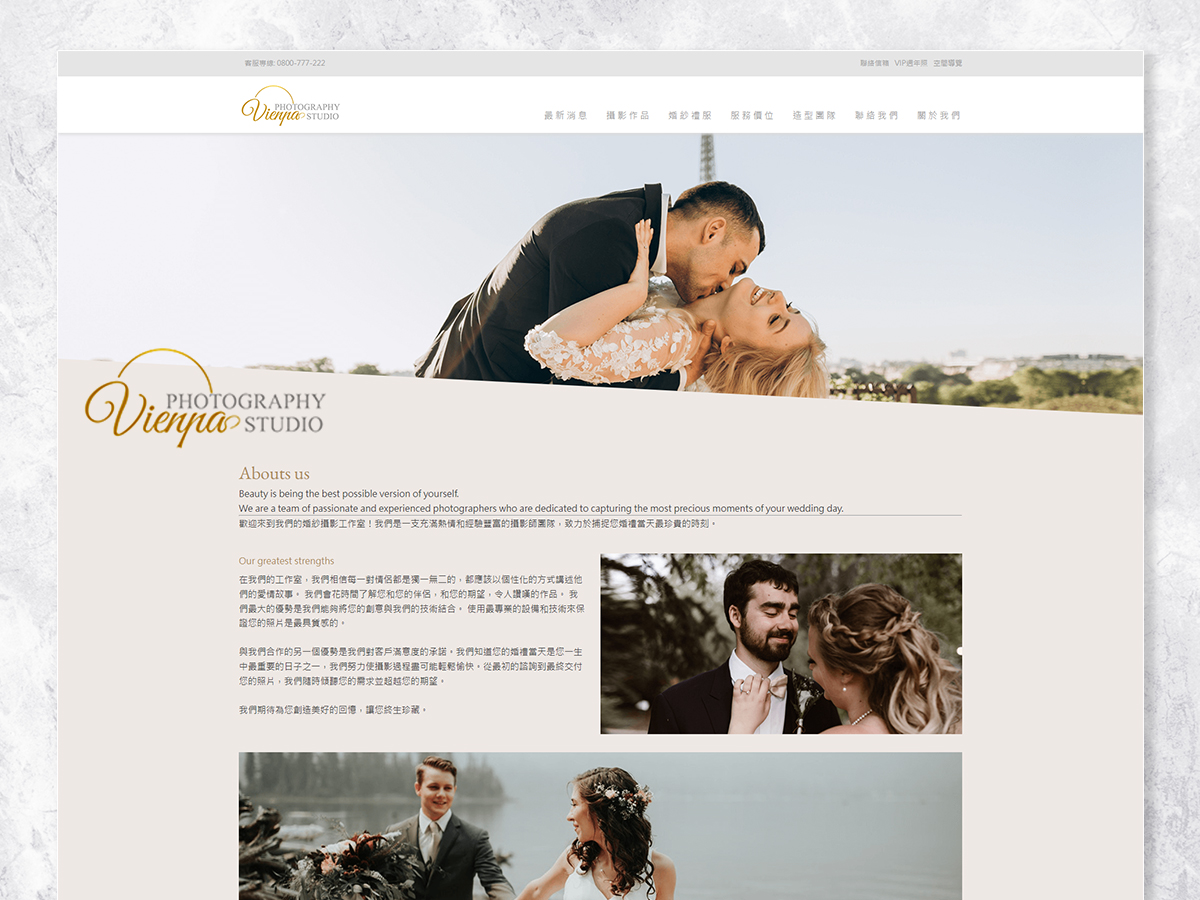 客服專線: 0800-777-222
聯絡信箱 VIP週年照 空間導覽
PHOTOGRAPHY
Vienna STUDIO
最新消息 攝影作品 婚紗禮服 服務價位 造型團隊 聯絡我們 關於我們
PHOTOGRAPHY
Vienna STUDIO
Abouts us
Beauty is being the best possible version of yourself.
We are a team of passionate and experienced photographers who are dedicated to capturing the most precious moments of your wedding day.
歡迎來到我們的婚紗攝影工作室！我們是一支充滿熱情和經驗豐富的攝影師團隊，致力於捕捉您婚禮當天最珍貴的時刻。
Our greatest strengths
在我們的工作室，我們相信每一對情侶都是獨一無二的，都應該以個性化的方式講述他
們的愛情故事。 我們會花時間了解您和您的伴侶，和您的期望，令人讚嘆的作品。 我
們最大的優勢是我們能夠將您的創意與我們的技術結合。 使用最專業的設備和技術來保
證您的照片是最具質感的。
與我們合作的另一個優勢是我們對客戶滿意度的承諾。我們知道您的婚禮當天是您一生
中最重要的日子之一，我們努力使攝影過程盡可能輕鬆愉快。從最初的諮詢到最終交付
您的照片，我們隨時傾聽您的需求並超越您的期望。
我們期待為您創造美好的回憶，讓您終生珍藏。